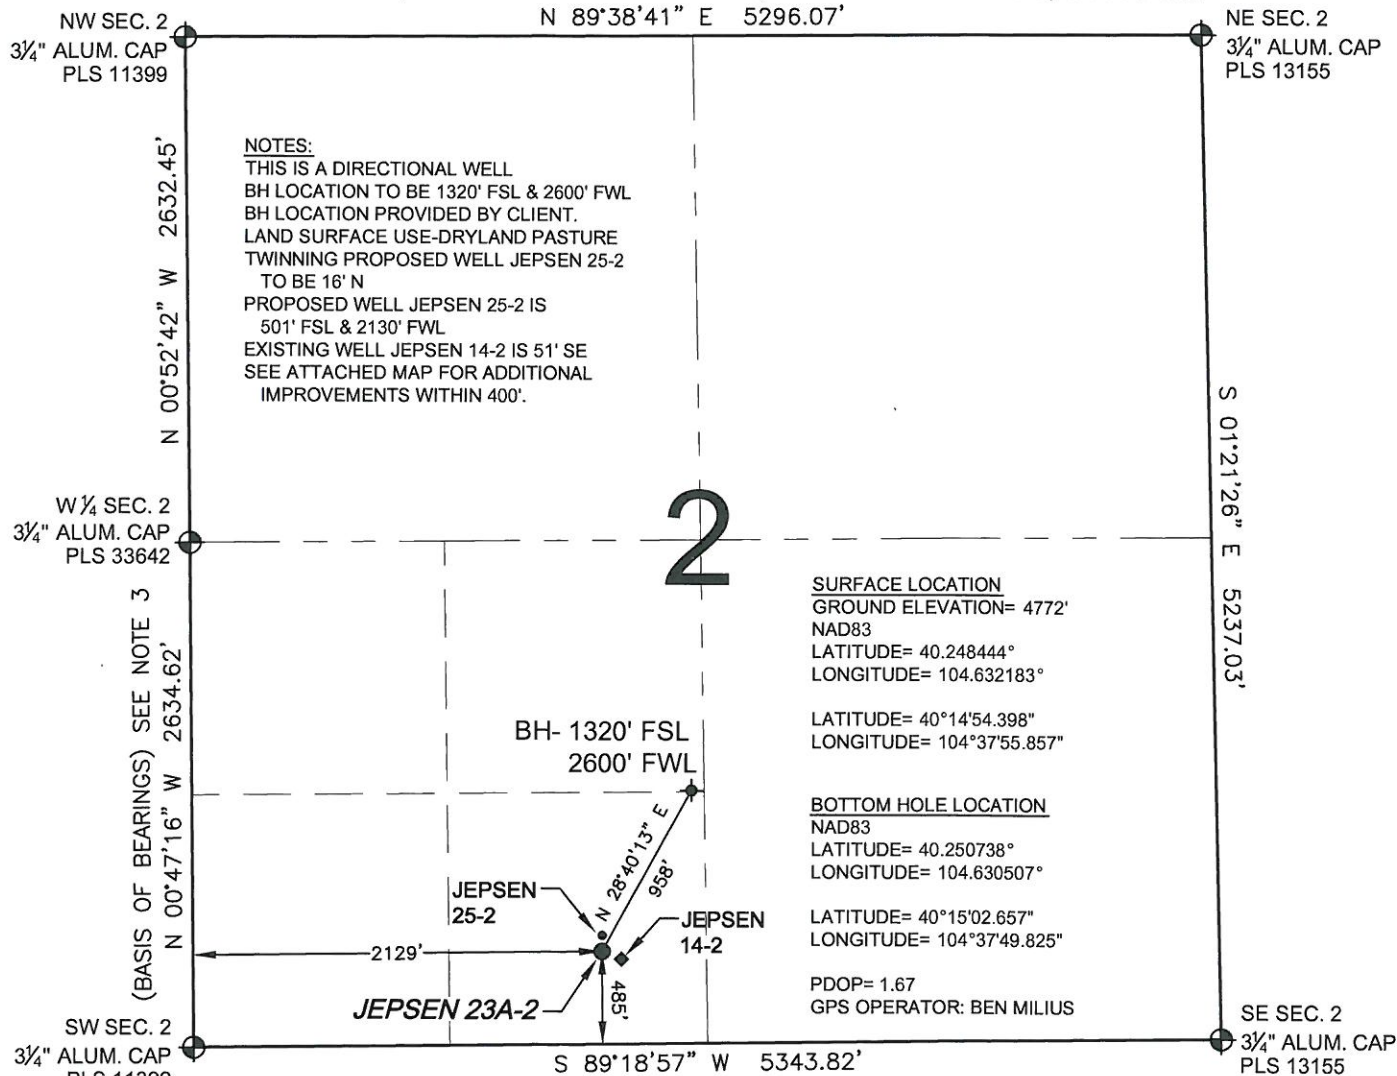 N 89°38'41" E 5296.07'
NW SEC. 2
3¼" ALUM. CAP
PLS 11399
NE SEC. 2
3¼" ALUM. CAP
PLS 13155
N 00°52'42" W 2632.45'
NOTES:
THIS IS A DIRECTIONAL WELL
BH LOCATION TO BE 1320' FSL & 2600' FWL
BH LOCATION PROVIDED BY CLIENT.
LAND SURFACE USE-DRYLAND PASTURE
TWINNING PROPOSED WELL JEPSEN 25-2
TO BE 16' N
PROPOSED WELL JEPSEN 25-2 IS
501' FSL & 2130' FWL
EXISTING WELL JEPSEN 14-2 IS 51' SE
SEE ATTACHED MAP FOR ADDITIONAL
IMPROVEMENTS WITHIN 400'.
S 01°21'26" E 5237.03'
W ¼ SEC. 2
3¼" ALUM. CAP
PLS 33642
2
(BASIS OF BEARINGS) SEE NOTE 3
N 00°47'16" W 2634.62'
SURFACE LOCATION
GROUND ELEVATION= 4772'
NAD83
LATITUDE= 40.248444°
LONGITUDE= 104.632183°
LATITUDE= 40°14'54.398"
LONGITUDE= 104°37'55.857"
BH- 1320' FSL
2600' FWL
BOTTOM HOLE LOCATION
NAD83
LATITUDE= 40.250738°
LONGITUDE= 104.630507°
LATITUDE= 40°15'02.657"
LONGITUDE= 104°37'49.825"
PDOP= 1.67
GPS OPERATOR: BEN MILIUS
N 28°40'13" E
958'
JEPSEN
25-2
JEPSEN
14-2
2129'
JEPSEN 23A-2
485'
SW SEC. 2
3¼" ALUM. CAP
SE SEC. 2
3¼" ALUM. CAP
PLS 13155
S 89°18'57" W 5343.82'